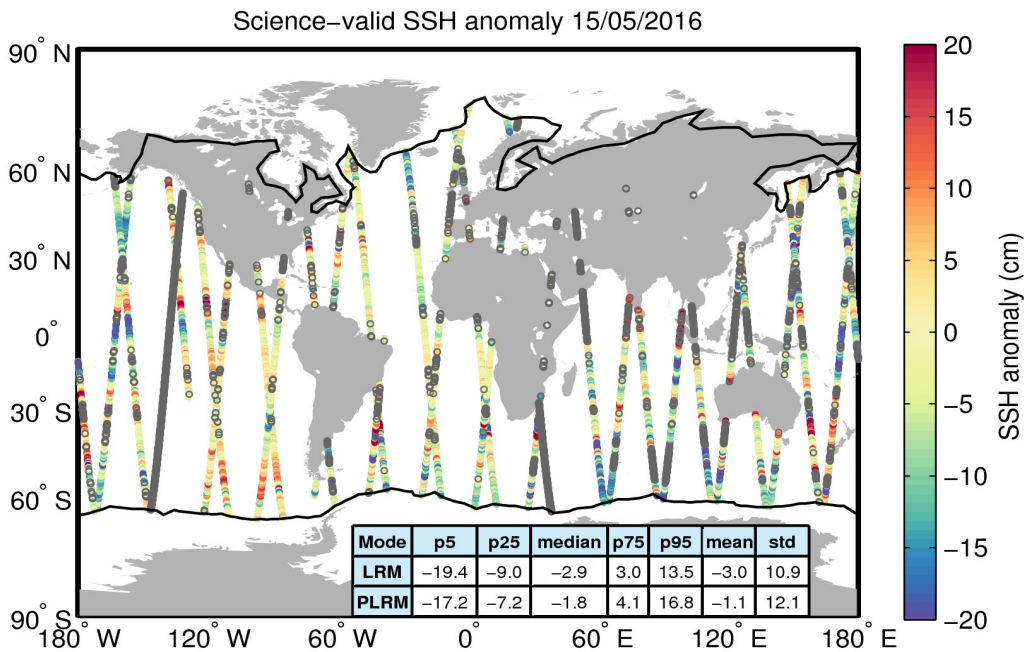 Science−valid SSH anomaly 15/05/2016
90° N
60° N
30° N
0°
30° S
60° S
90° S
180° W
120° W
60° W
0°
60° E
120° E
180° E
20
15
10
5
0
−5
−10
−15
−20
SSH anomaly (cm)
Mode p5 p25 median p75 p95 mean std
LRM −19.4 −9.0 −2.9 3.0 13.5 −3.0 10.9
PLRM −17.2 −7.2 −1.8 4.1 16.8 −1.1 12.1